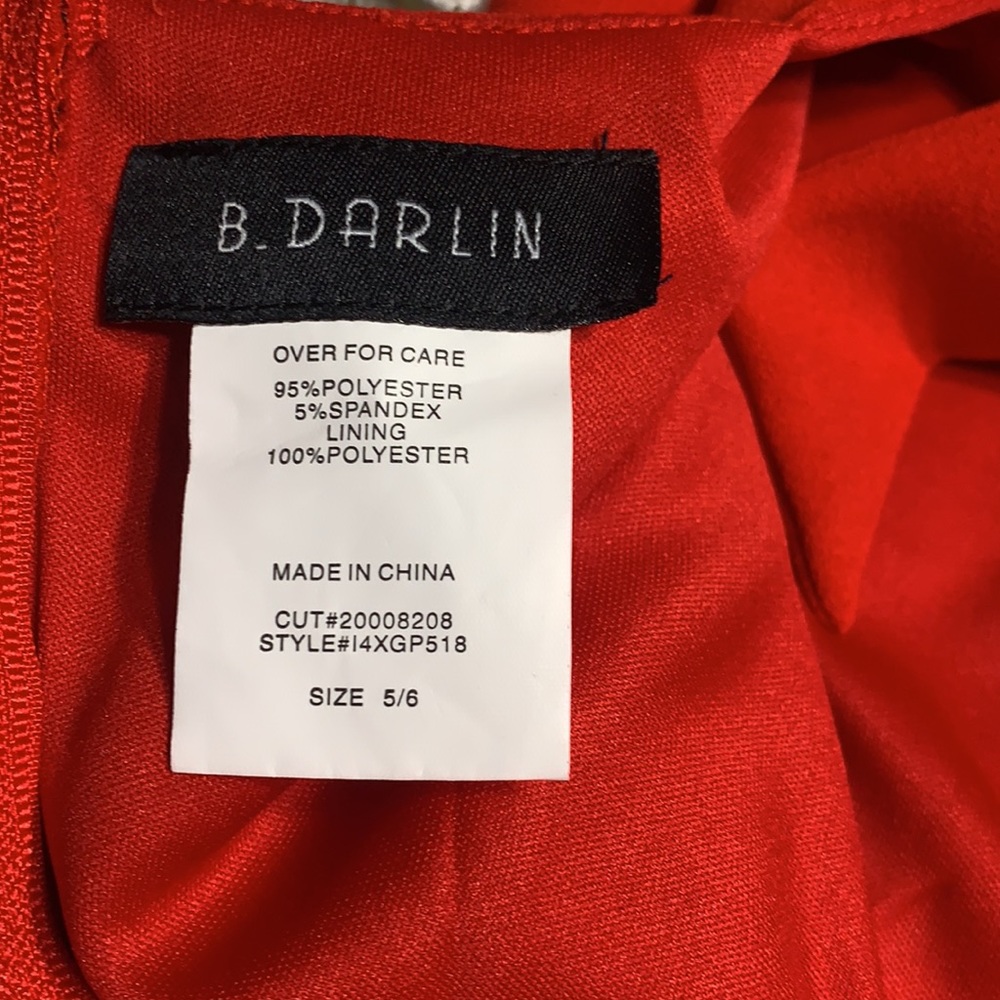 B. DARLIN
OVER FOR CARE
95%POLYESTER
5%SPANDEX
LINING
100%POLYESTER
MADE IN CHINA
CUT#20008208
STYLE#I4XGP518
SIZE 5/6